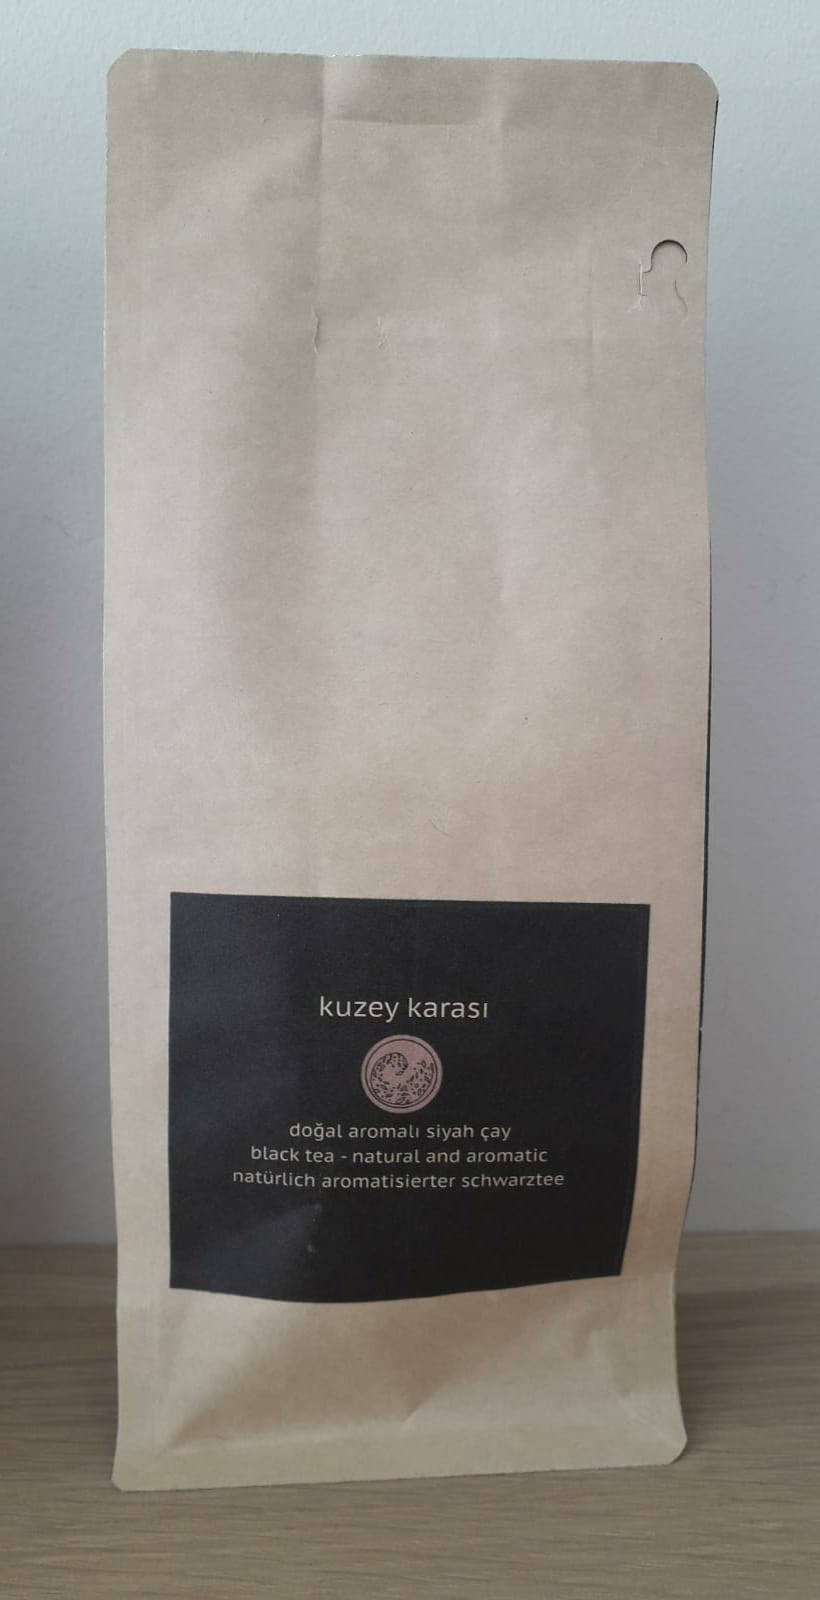 kuzey karası
doğal aromalı siyah çay
black tea - natural and aromatic
natürlich aromatisierter schwarztee